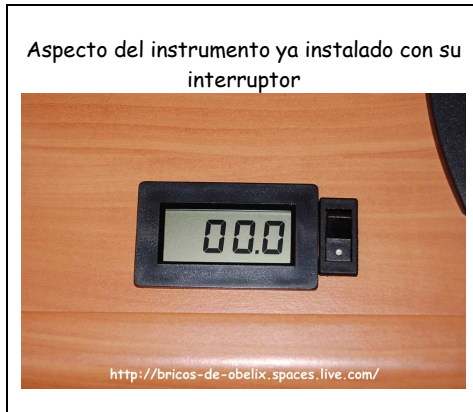 Aspecto del instrumento ya instalado con su
interruptor
00.0
http://bricos-de-obelix.spaces.live.com/